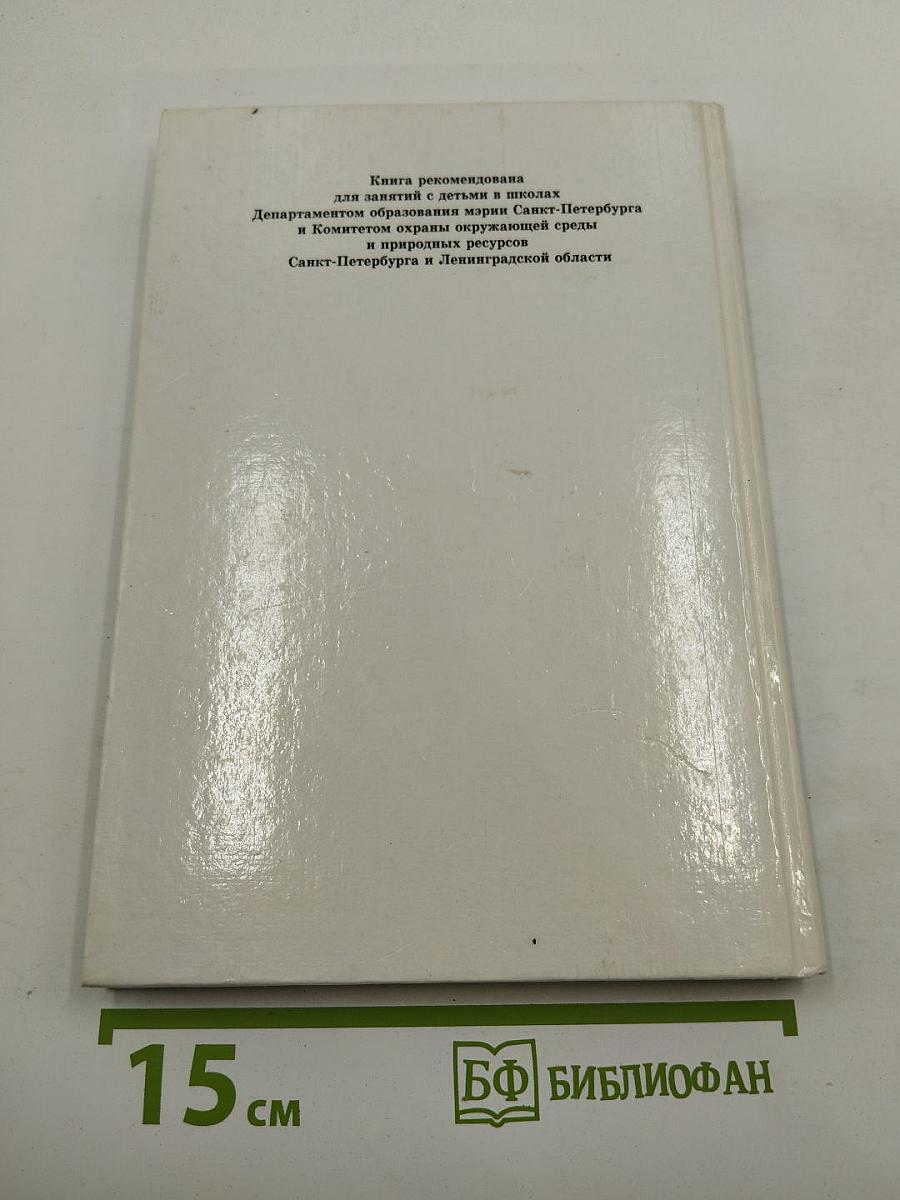 Книга рекомендована
для занятий с детьми в школах
Департаментом образования мэрии Санкт-Петербурга
и Комитетом охраны окружающей среды
и природных ресурсов
Санкт-Петербурга и Ленинградской области
15 см
БФ БИБЛИОФАН